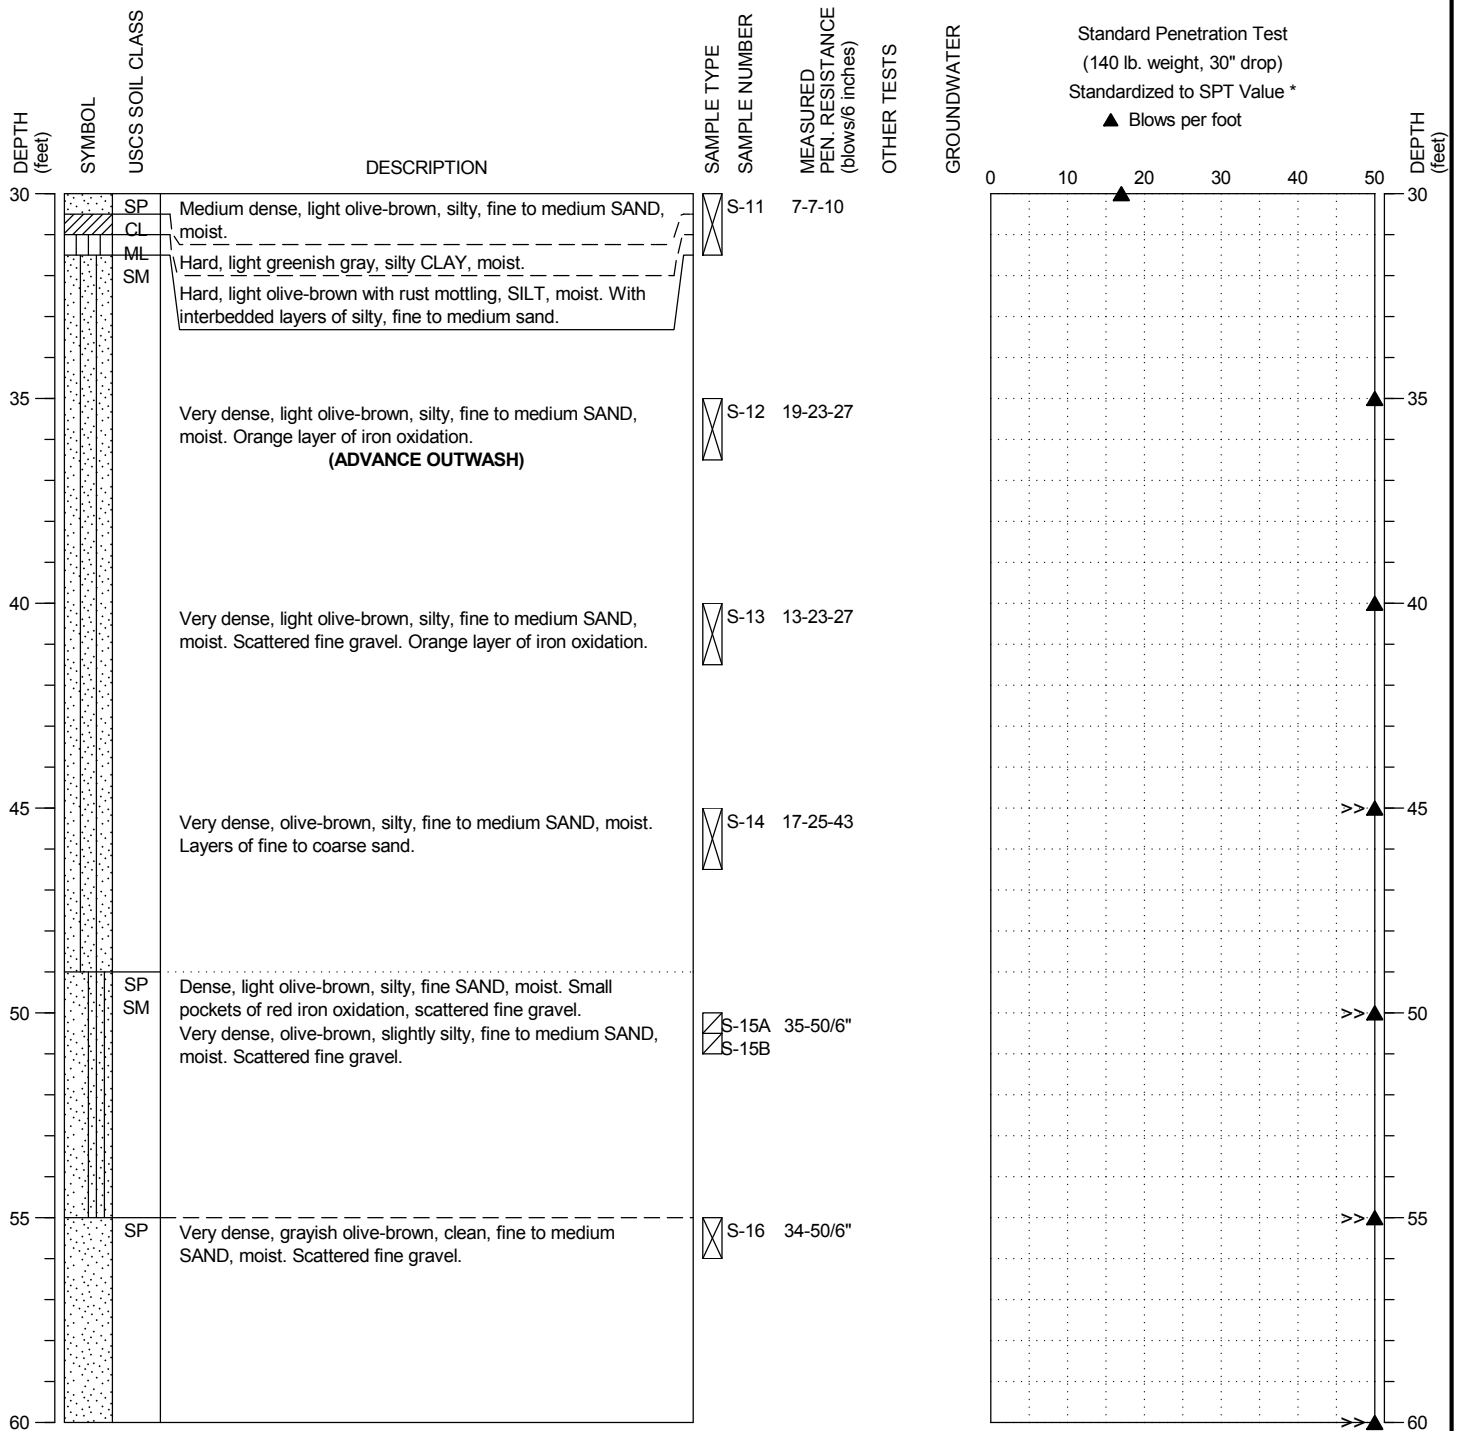 DEPTH
(feet)
SYMBOL
USCS SOIL CLASS
DESCRIPTION
SAMPLE TYPE
SAMPLE NUMBER
MEASURED
PEN. RESISTANCE
(blows/6 inches)
OTHER TESTS
GROUNDWATER
Standard Penetration Test
(140 lb. weight, 30" drop)
Standardized to SPT Value *
▲ Blows per foot
DEPTH
(feet)
0 10 20 30 40 50
30 30
SP Medium dense, light olive-brown, silty, fine to medium SAND, S-11 7-7-10
moist.
CL
Hard, light greenish gray, silty CLAY, moist.
ML
SM
Hard, light olive-brown with rust mottling, SILT, moist. With
interbedded layers of silty, fine to medium sand.
35 35
Very dense, light olive-brown, silty, fine to medium SAND, S-12 19-23-27
moist. Orange layer of iron oxidation.
(ADVANCE OUTWASH)
40 40
Very dense, light olive-brown, silty, fine to medium SAND, S-13 13-23-27
moist. Scattered fine gravel. Orange layer of iron oxidation.
45 >> 45
Very dense, olive-brown, silty, fine to medium SAND, moist. S-14 17-25-43
Layers of fine to coarse sand.
SP Dense, light olive-brown, silty, fine SAND, moist. Small
SM pockets of red iron oxidation, scattered fine gravel.
50 >> 50
Very dense, olive-brown, slightly silty, fine to medium SAND, S-15A 35-50/6"
moist. Scattered fine gravel. S-15B
55 >> 55
SP Very dense, grayish olive-brown, clean, fine to medium S-16 34-50/6"
SAND, moist. Scattered fine gravel.
60 >> 60